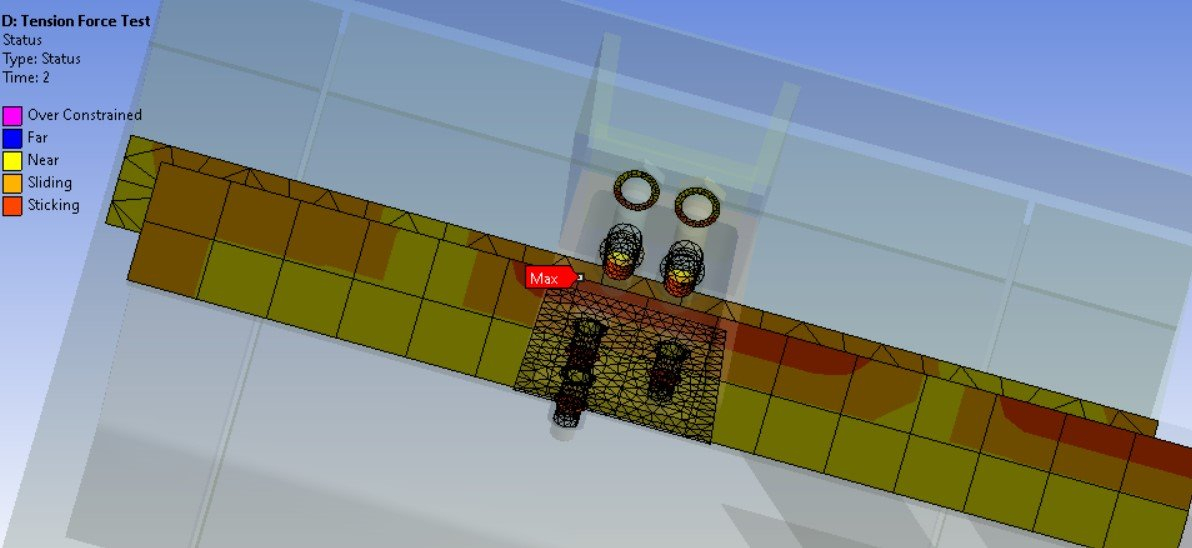 D: Tension Force Test
Status
Type: Status
Time: 2
Over Constrained
Far
Near
Sliding
Sticking
Max